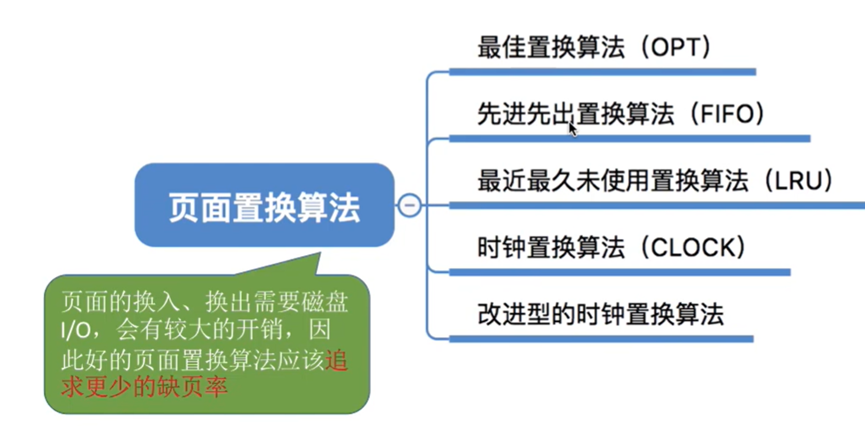 最佳置换算法（OPT）
先进先出置换算法（FIFO）
最近最久未使用置换算法（LRU）
时钟置换算法（CLOCK）
改进型的时钟置换算法
页面置换算法
页面的换入、换出需要磁盘
I/O，会有较大的开销，因
此好的页面置换算法应该追
求更少的缺页率